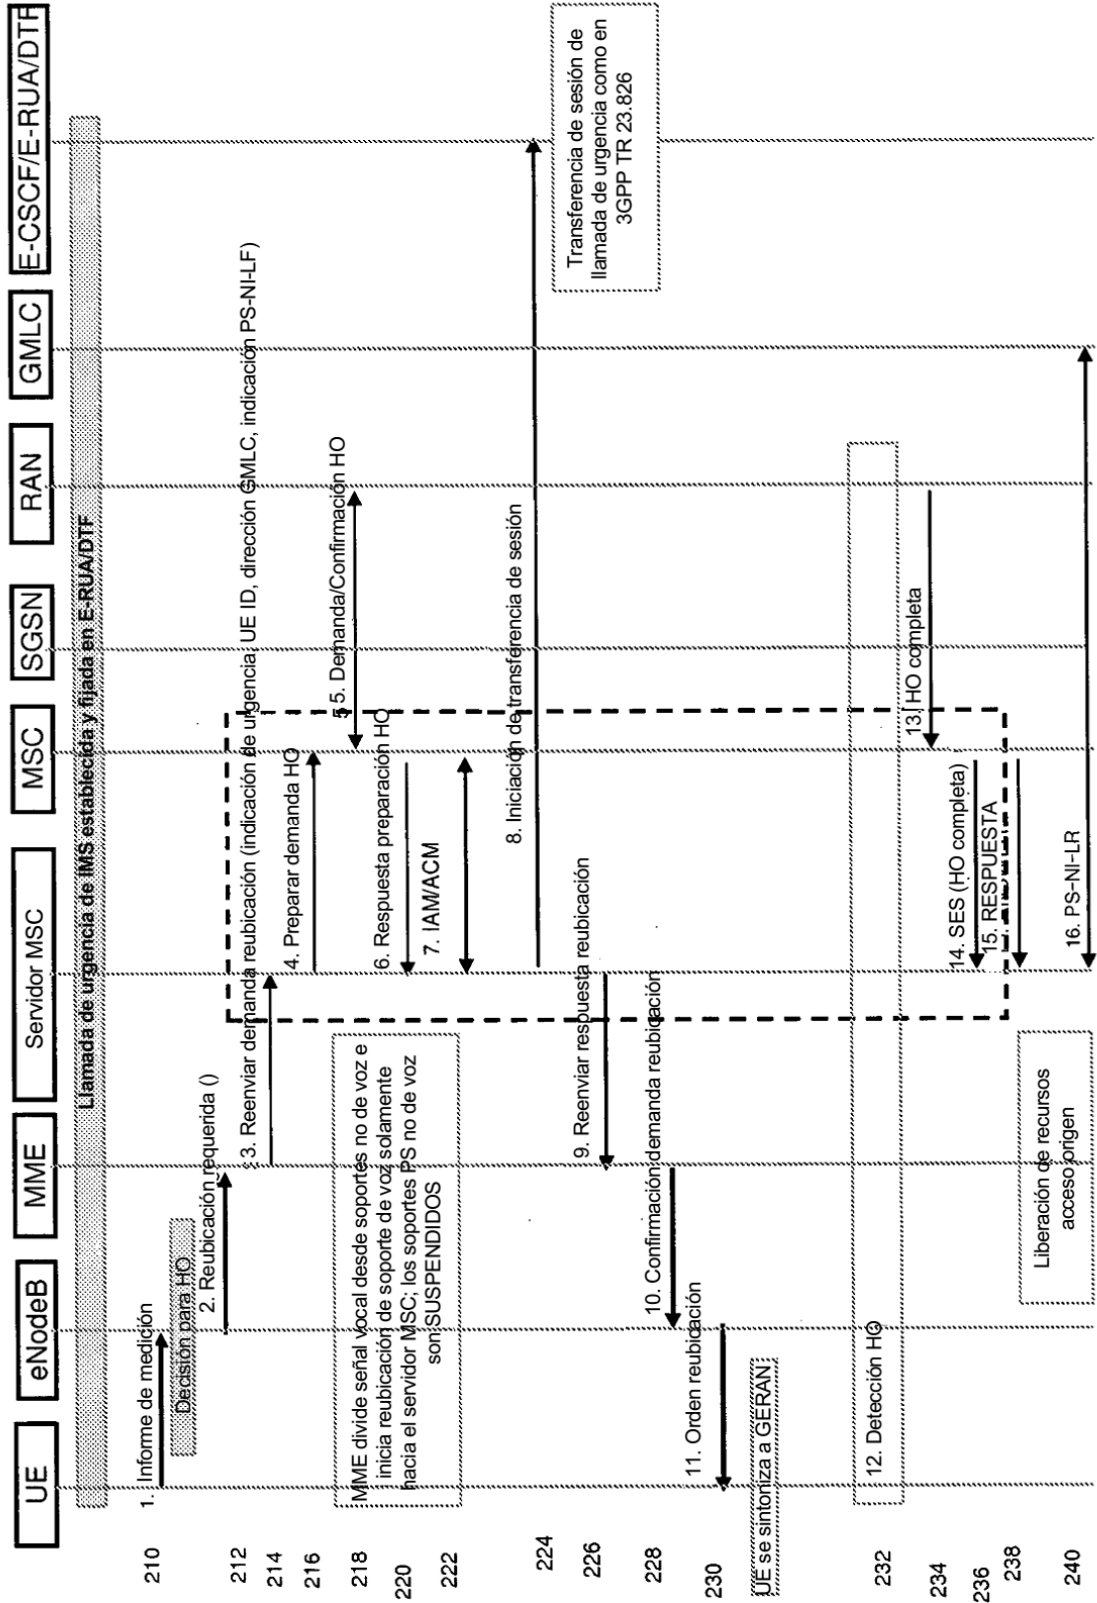 UE
eNodeB
MME
Servidor MSC
MSC
SGSN
RAN
GMLC
E-CSCF/E-RUA/DTF
Llamada de urgencia de IMS establecida y fijada en E-RUA/DTF
210
1. Informe de medición
Decisión para HO
212
2. Reubicación requerida ()
214
3. Reenviar demanda reubicación (indicación de urgencia, UE ID, dirección GMLC, indicación PS-NI-LF)
216
4. Preparar demanda HO
218
5 5. Demanda/Confirmación HO
MME divide señal vocal desde soportes no de voz e
inicia reubicación de soporte de voz solamente
hacia el servidor MSC; los soportes PS no de voz
son SUSPENDIDOS
220
6. Respuesta preparación HO
222
7. IAM/ACM
224
8. Iniciación de transferencia de sesión
Transferencia de sesión de
llamada de urgencia como en
3GPP TR 23.826
226
9. Reenviar respuesta reubicación
228
10. Confirmación demanda reubicación
230
11. Orden reubicación
UE se sintoniza a GERAN
232
12. Detección HO
234
13. HO completa
236
14. SES (HO completa)
238
15. RESPUESTA
Liberación de recursos
acceso origen
240
16. PS-NI-LR